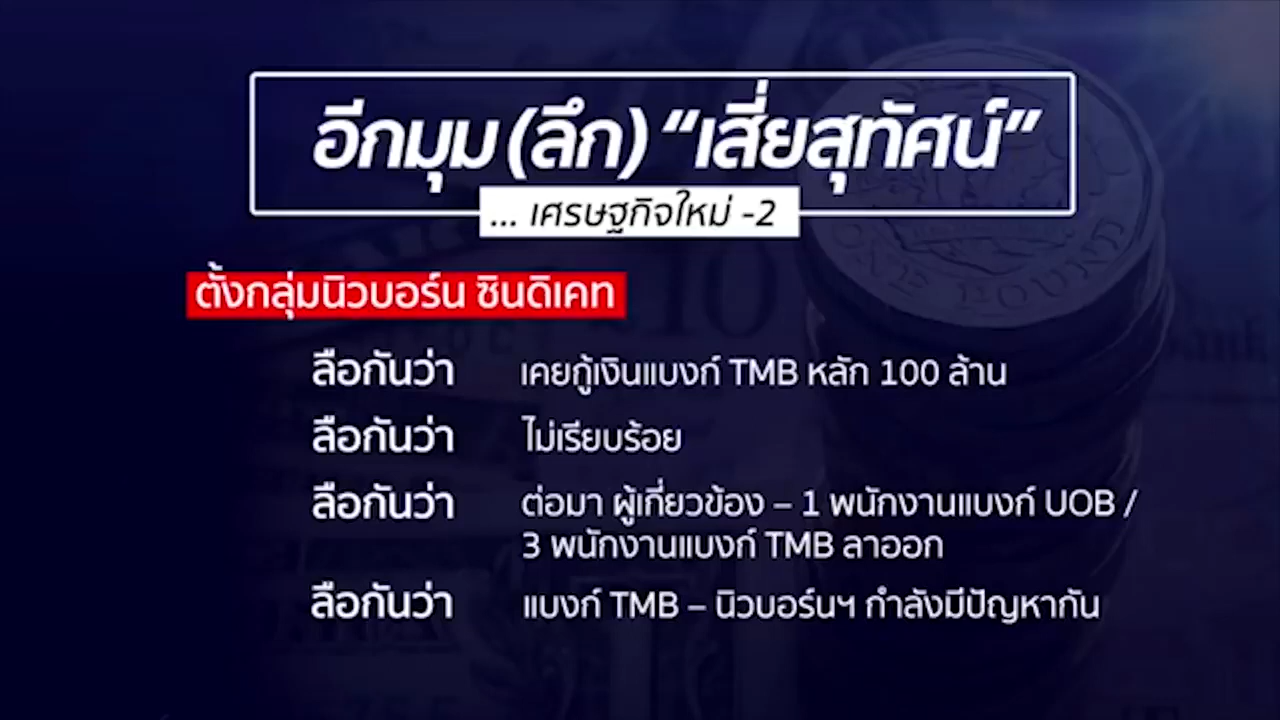 อีกมุม (ลึก) “เสี่ยสุทัศน์”
... เศรษฐกิจใหม่ -2
ตั้งกลุ่มนิวบอร์น ซินดิเคท
ลือกันว่า เคยกู้เงินแบงก์ TMB หลัก 100 ล้าน
ลือกันว่า ไม่เรียบร้อย
ลือกันว่า ต่อมา ผู้เกี่ยวข้อง – 1 พนักงานแบงก์ UOB /
3 พนักงานแบงก์ TMB ลาออก
ลือกันว่า แบงก์ TMB – นิวบอร์นฯ กำลังมีปัญหากัน